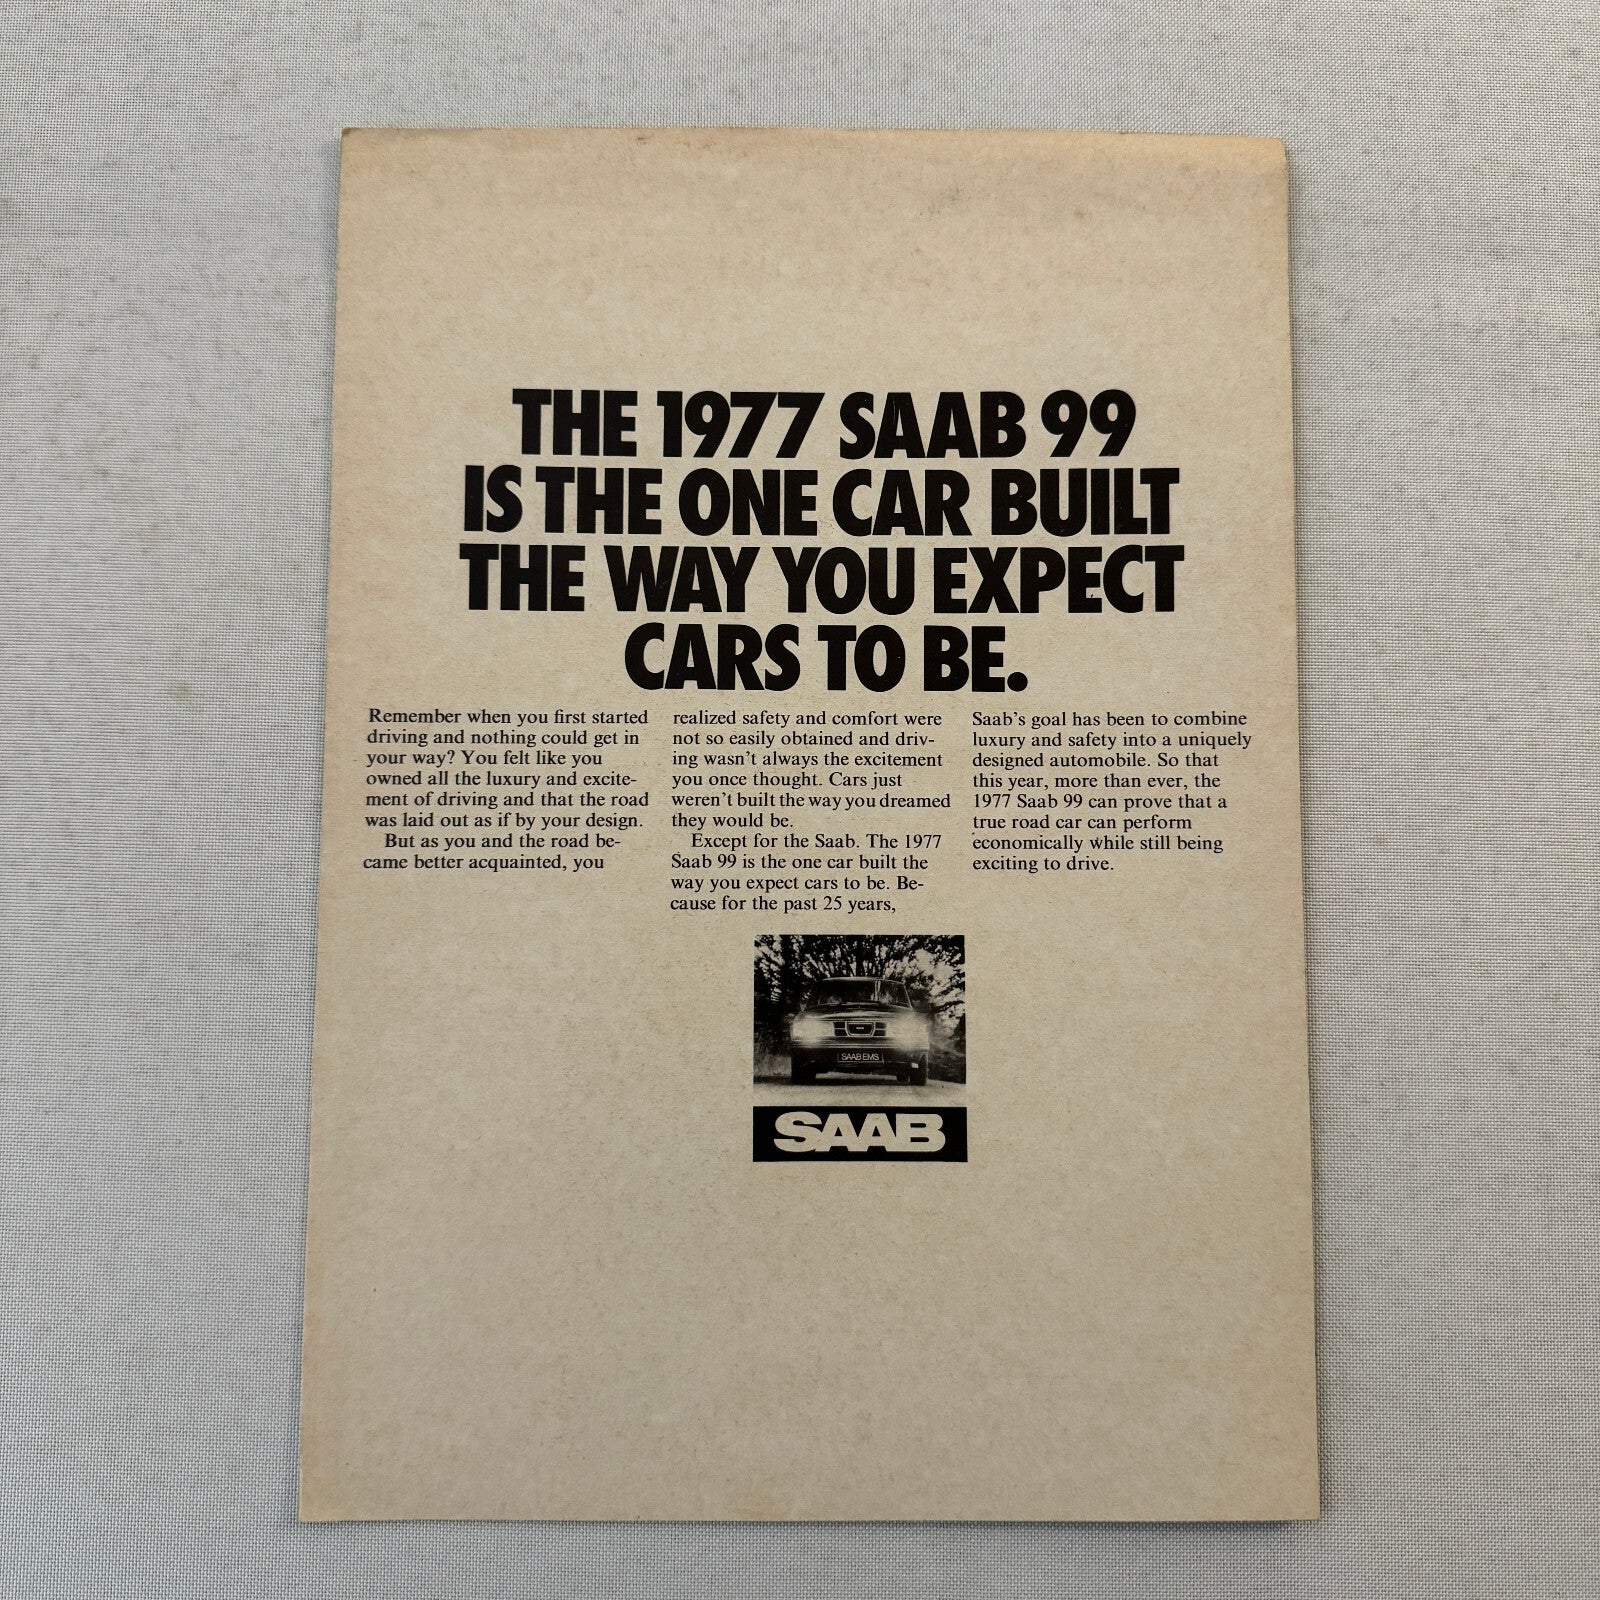 THE 1977 SAAB 99
IS THE ONE CAR BUILT
THE WAY YOU EXPECT
CARS TO BE.
Remember when you first started
driving and nothing could get in
your way? You felt like you
owned all the luxury and excite-
ment of driving and that the road
was laid out as if by your design.
But as you and the road be-
came better acquainted, you
realized safety and comfort were
not so easily obtained and driv-
ing wasn't always the excitement
you once thought. Cars just
weren't built the way you dreamed
they would be.
Except for the Saab. The 1977
Saab 99 is the one car built the
way you expect cars to be. Be-
cause for the past 25 years,
Saab's goal has been to combine
luxury and safety into a uniquely
designed automobile. So that
this year, more than ever, the
1977 Saab 99 can prove that a
true road car can perform
economically while still being
exciting to drive.
SAAB EMS
SAAB